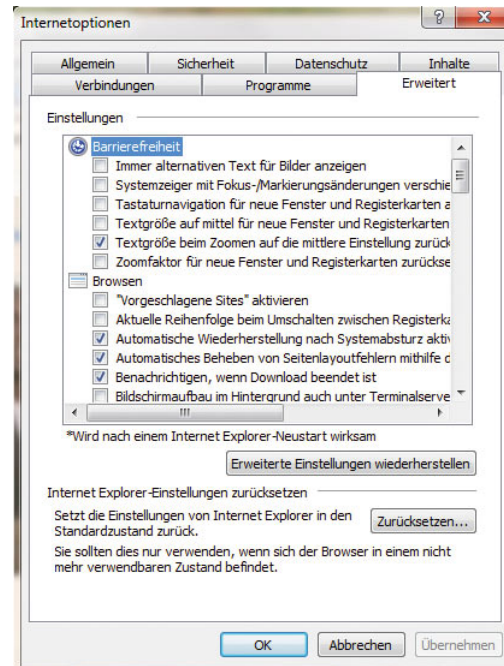 Internetoptionen
Allgemein Sicherheit Datenschutz Inhalte
Verbindungen Programme Erweitert
Einstellungen
Barrierefreiheit
Immer alternativen Text für Bilder anzeigen
Systemzeiger mit Fokus-/Markierungsänderungen verschie
Tastaturnavigation für neue Fenster und Registerkarten a
Textgröße auf mittel für neue Fenster und Registerkarten
Textgröße beim Zoomen auf die mittlere Einstellung zurück
Zoomfaktor für neue Fenster und Registerkarten zurückse
Browsen
"Vorgeschlagene Sites" aktivieren
Aktuelle Reihenfolge beim Umschalten zwischen Registerka
Automatische Wiederherstellung nach Systemabsturz aktiv
Automatisches Beheben von Seitenlayoutfehlern mithilfe d
Benachrichtigen, wenn Download beendet ist
Bildschirmaufbau im Hintergrund auch unter Terminalserve
*Wird nach einem Internet Explorer-Neustart wirksam
Erweiterte Einstellungen wiederherstellen
Internet Explorer-Einstellungen zurücksetzen
Setzt die Einstellungen von Internet Explorer in den
Standardzustand zurück.
Zurücksetzen...
Sie sollten dies nur verwenden, wenn sich der Browser in einem nicht
mehr verwendbaren Zustand befindet.
OK Abbrechen Übernehmen